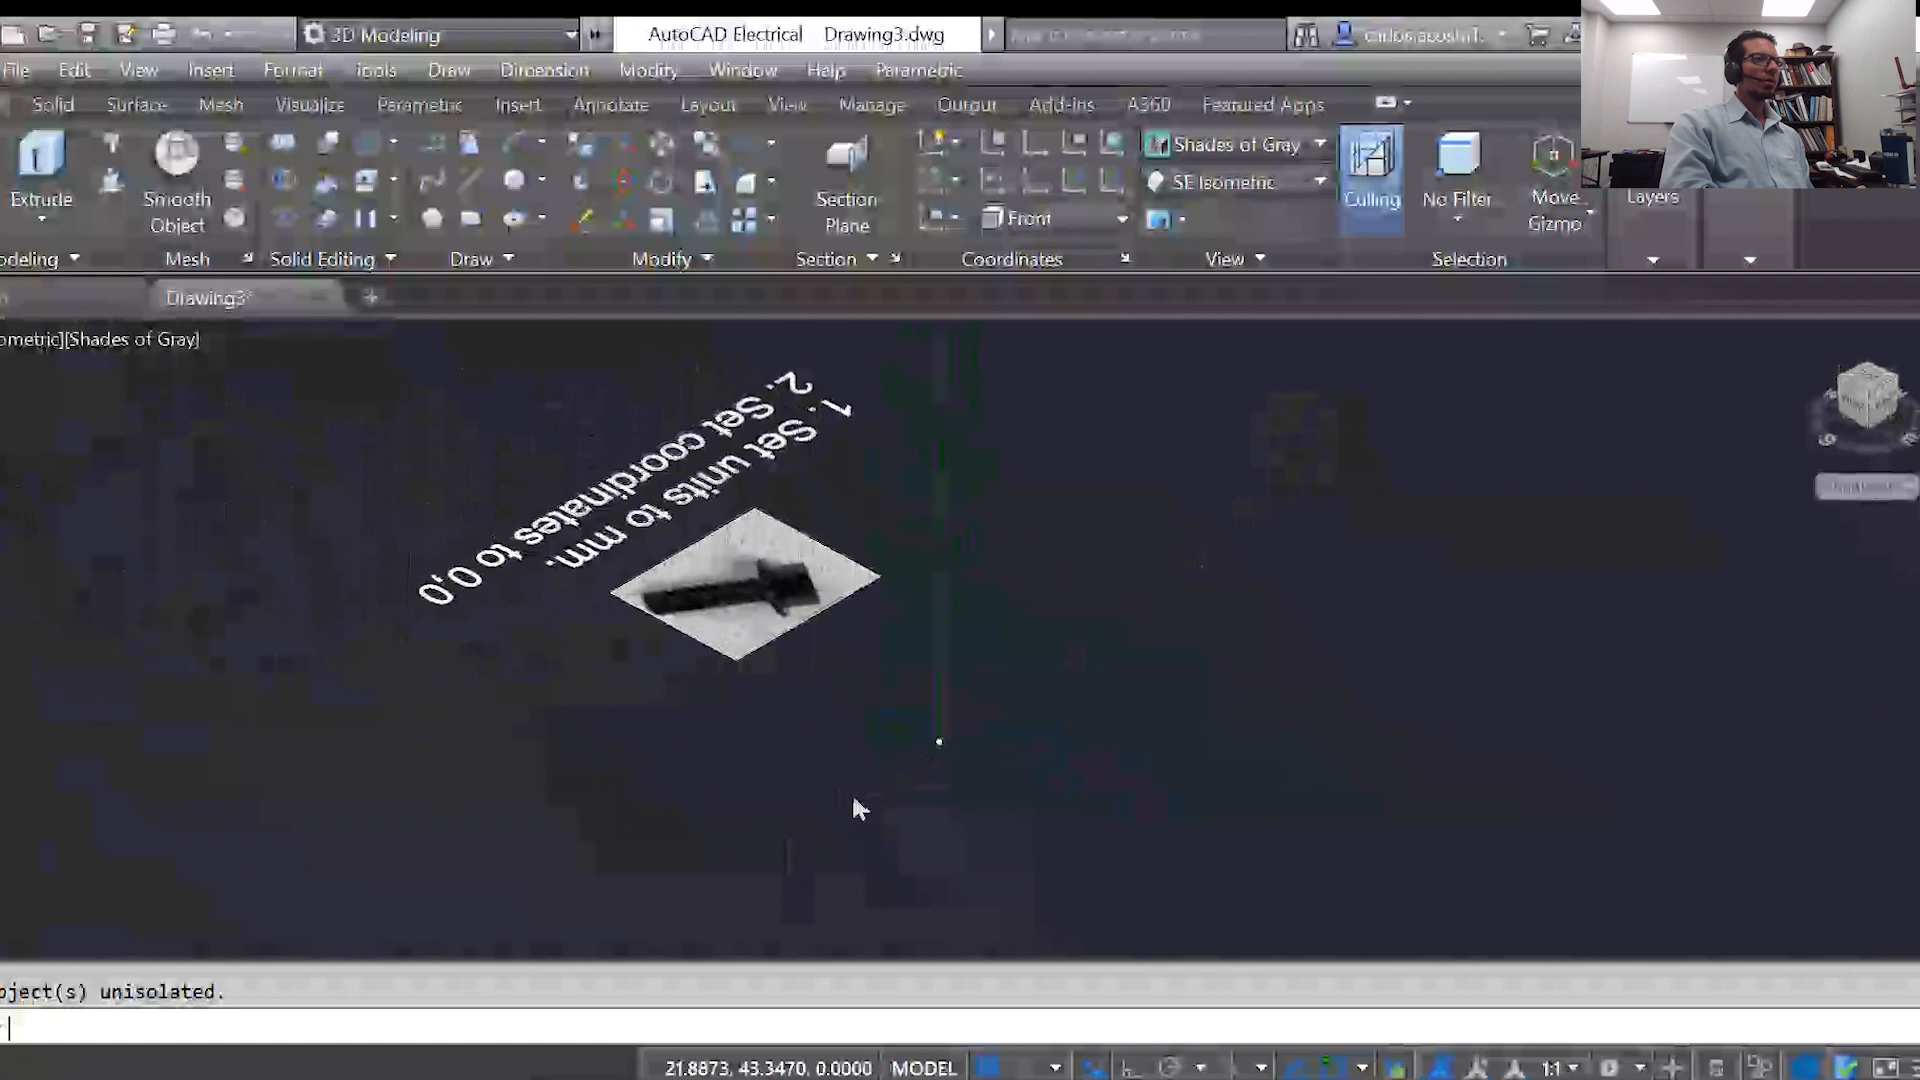 3D Modeling
AutoCAD Electrical Drawing3.dwg
File Edit View Insert Format Tools Draw Dimension Modify Window Help Parametric
Solid Surface Mesh Visualize Parametric Insert Annotate Layout View Manage Output Add-ins A360 Featured Apps
Shades of Gray
SE Isometric
Front
Extrude
Smooth
Object
Section
Plane
Culling
No Filter
Move
Gizmo
Layers
odeling Mesh Solid Editing Draw Modify Section Coordinates View Selection
Drawing3*
ometric][Shades of Gray]
1. Set units to mm.
2. Set coordinates to 0,0
oject(s) unisolated.
21.8873, 43.3470, 0.0000 MODEL 1:1